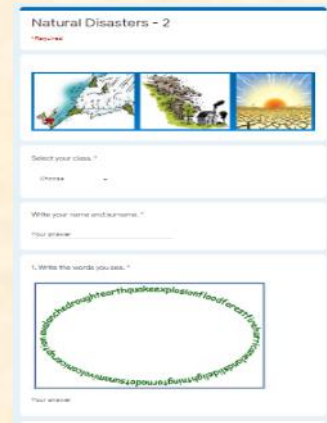 Natural Disasters - 2
*Required
Select your class. *
Choose
Write your name and surname. *
Your answer
1. Write the words you see. *
avalanchedroughtearthquakeexplosionfloodforestfirehurricanelandslidelightningtornadotsunamivolcaniceruption
Your answer